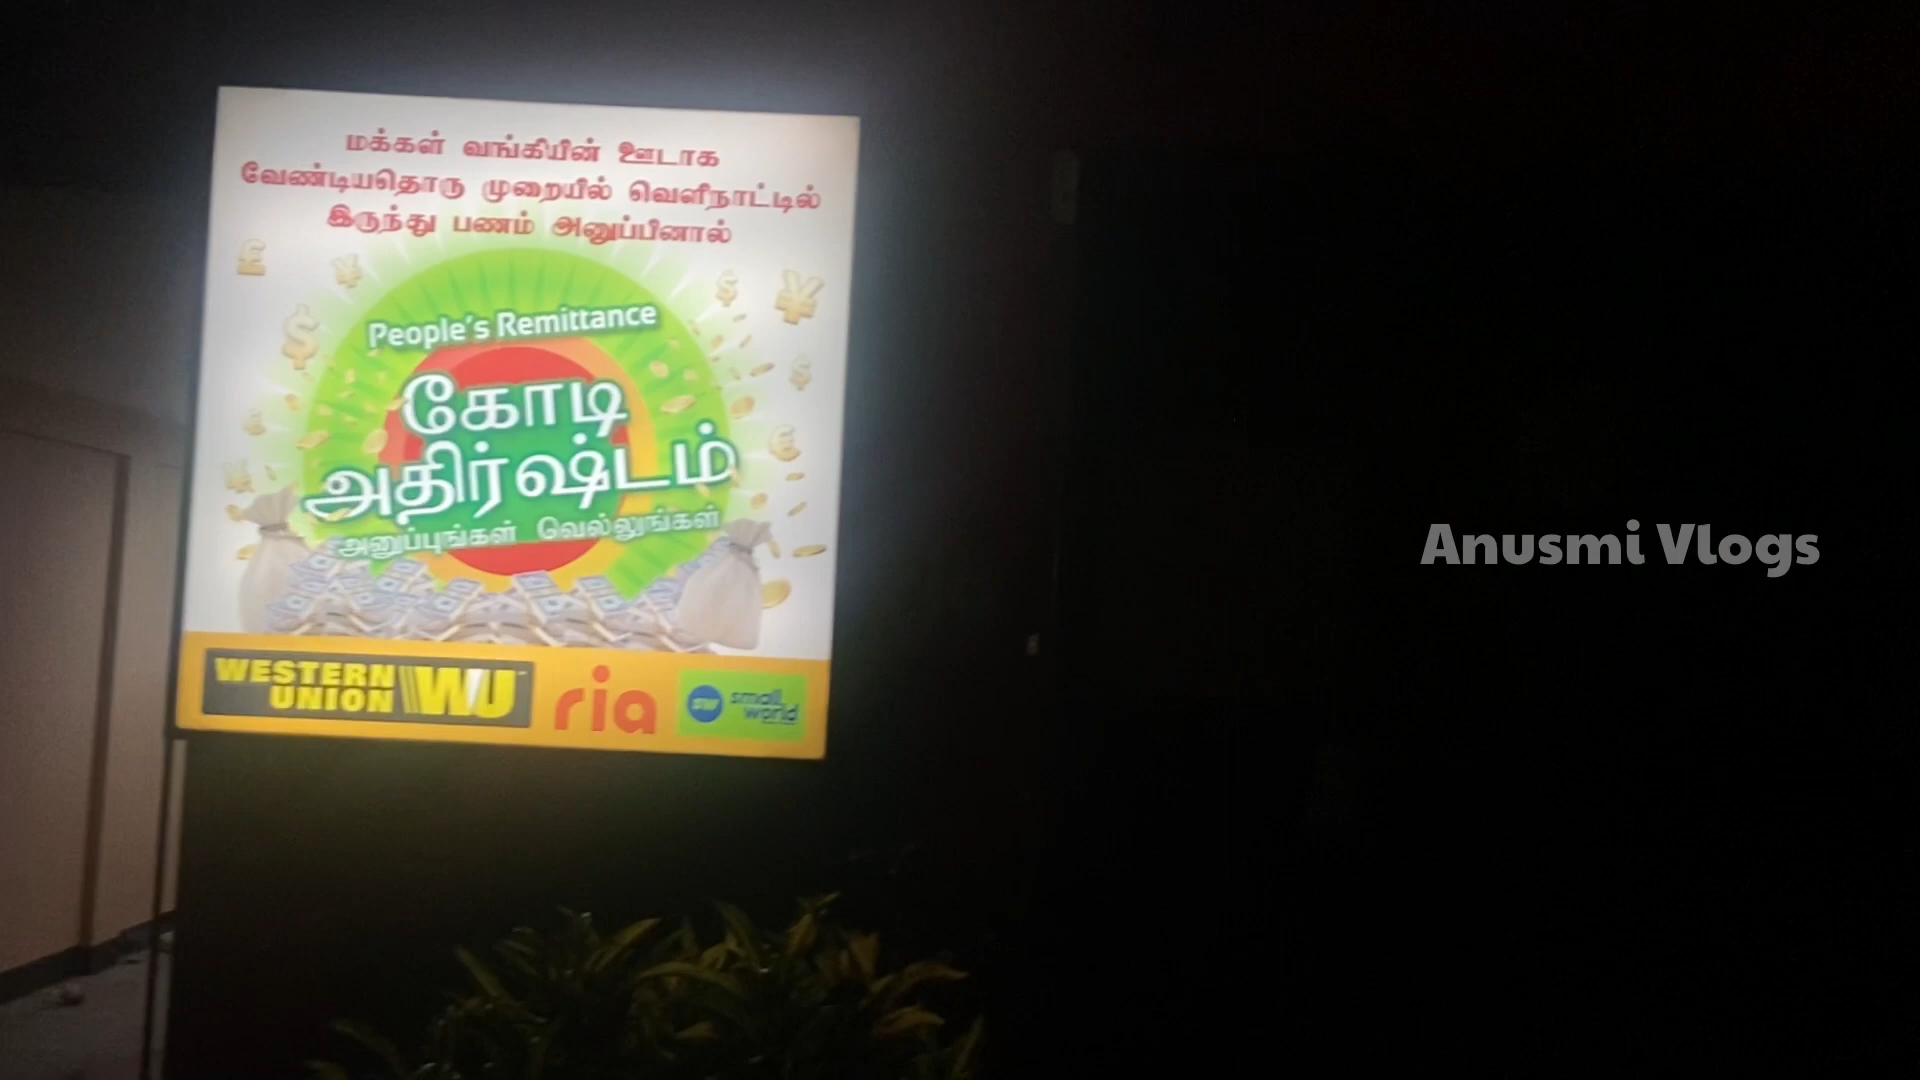 மக்கள் வங்கியின் ஊடாக
வேண்டியதொரு முறையில் வெளிநாட்டில்
இருந்து பணம் அனுப்பினால்
People's Remittance
கோடி
அதிர்ஷ்டம்
அனுப்புங்கள் வெல்லுங்கள்
WESTERN
UNION WU
ria
sw small
world
Anusmi Vlogs